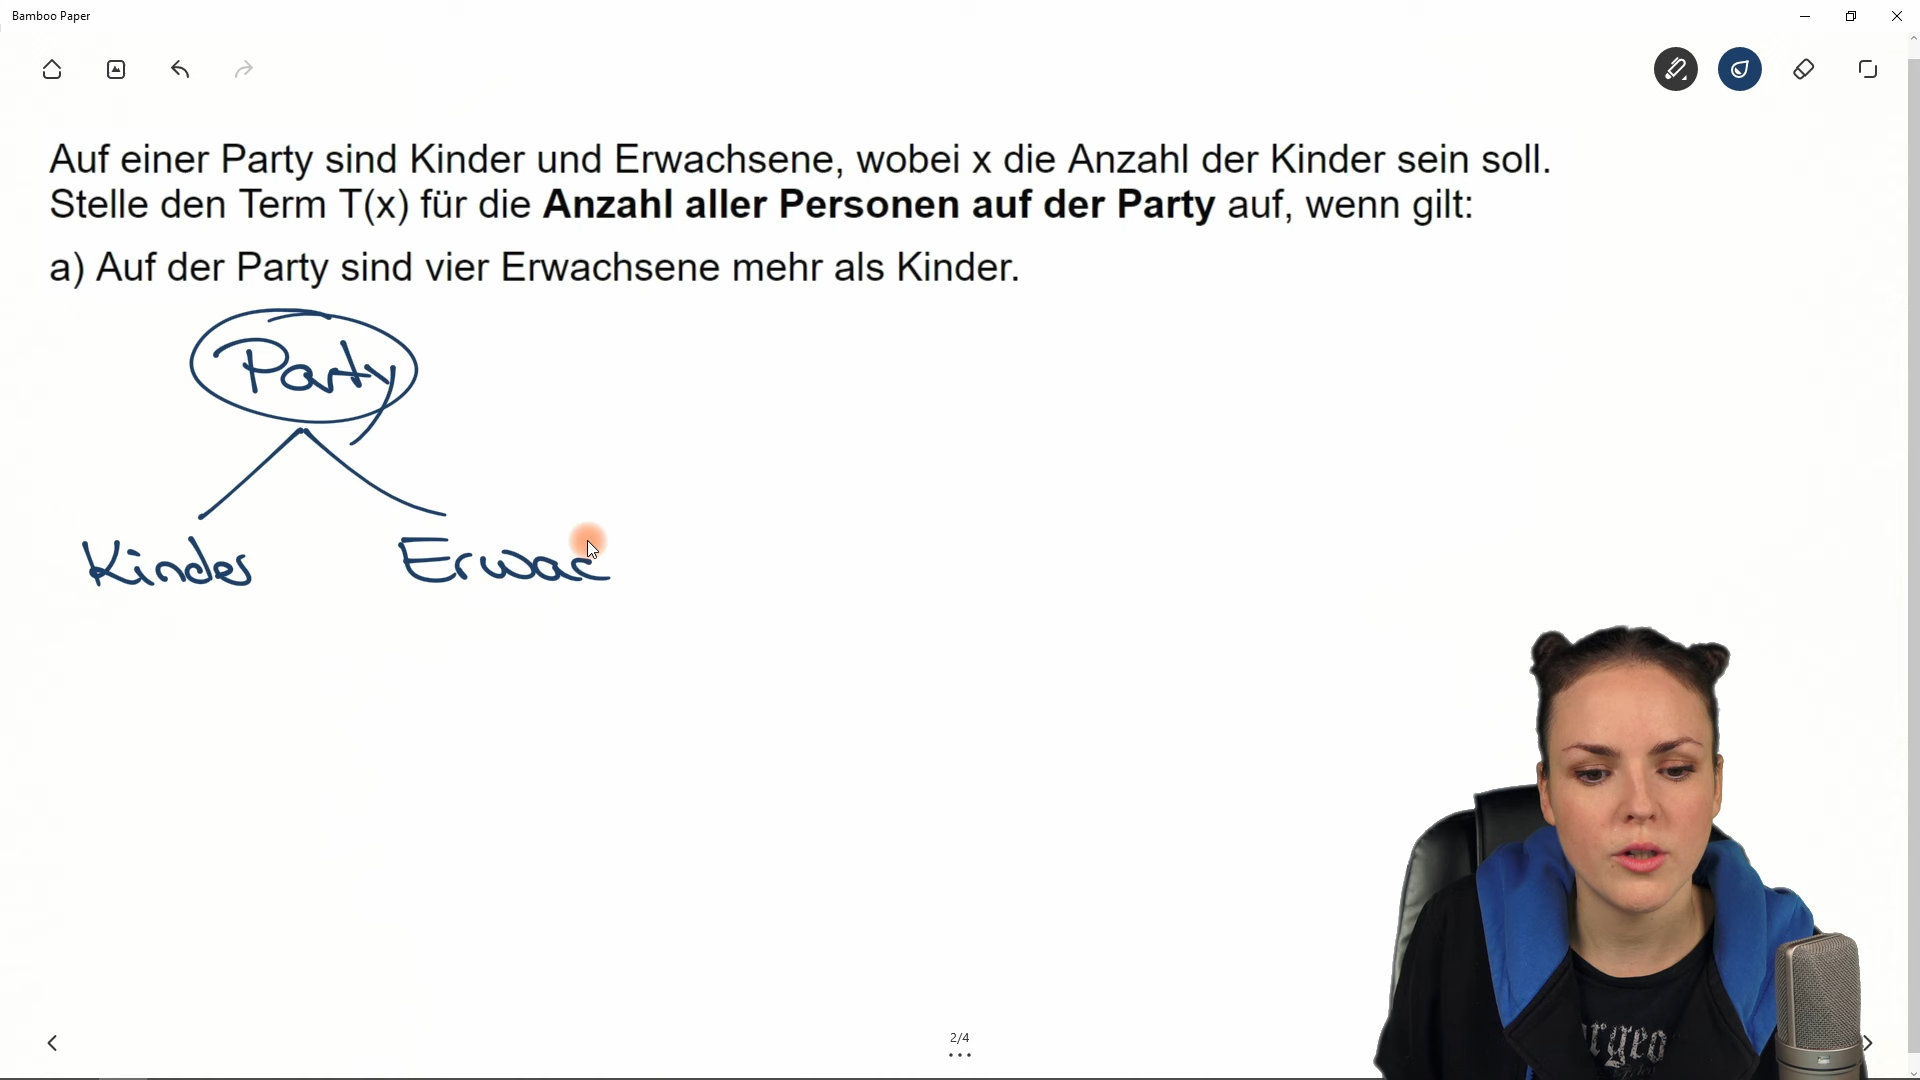 Bamboo Paper
Auf einer Party sind Kinder und Erwachsene, wobei x die Anzahl der Kinder sein soll.
Stelle den Term T(x) für die Anzahl aller Personen auf der Party auf, wenn gilt:
a) Auf der Party sind vier Erwachsene mehr als Kinder.
Party
Kinder
Erwac
2/4